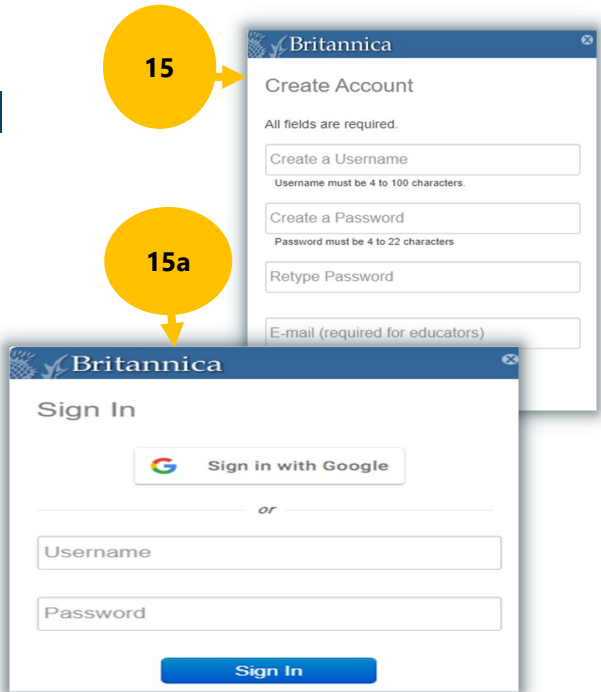 15
Britannica
Create Account
All fields are required.
Create a Username
Username must be 4 to 100 characters.
Create a Password
Password must be 4 to 22 characters
Retype Password
E-mail (required for educators)
15a
Britannica
Sign In
Sign in with Google
or
Username
Password
Sign In